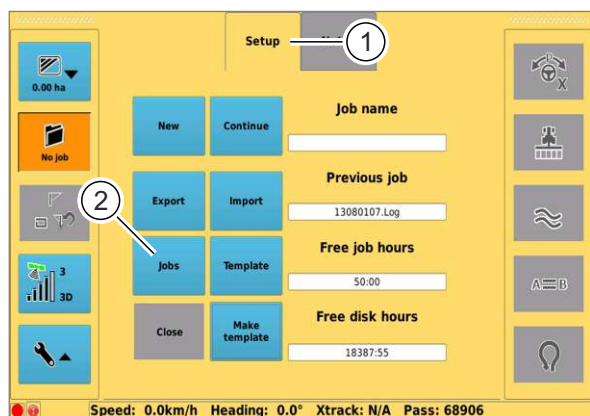 Setup
1
0.00 ha
No job
3
3D
New
Continue
Export
Import
2
Jobs
Template
Close
Make
template
Job name
Previous job
13080107.Log
Free job hours
50:00
Free disk hours
18387:55
X
A=B
Speed: 0.0km/h Heading: 0.0° Xtrack: N/A Pass: 68906